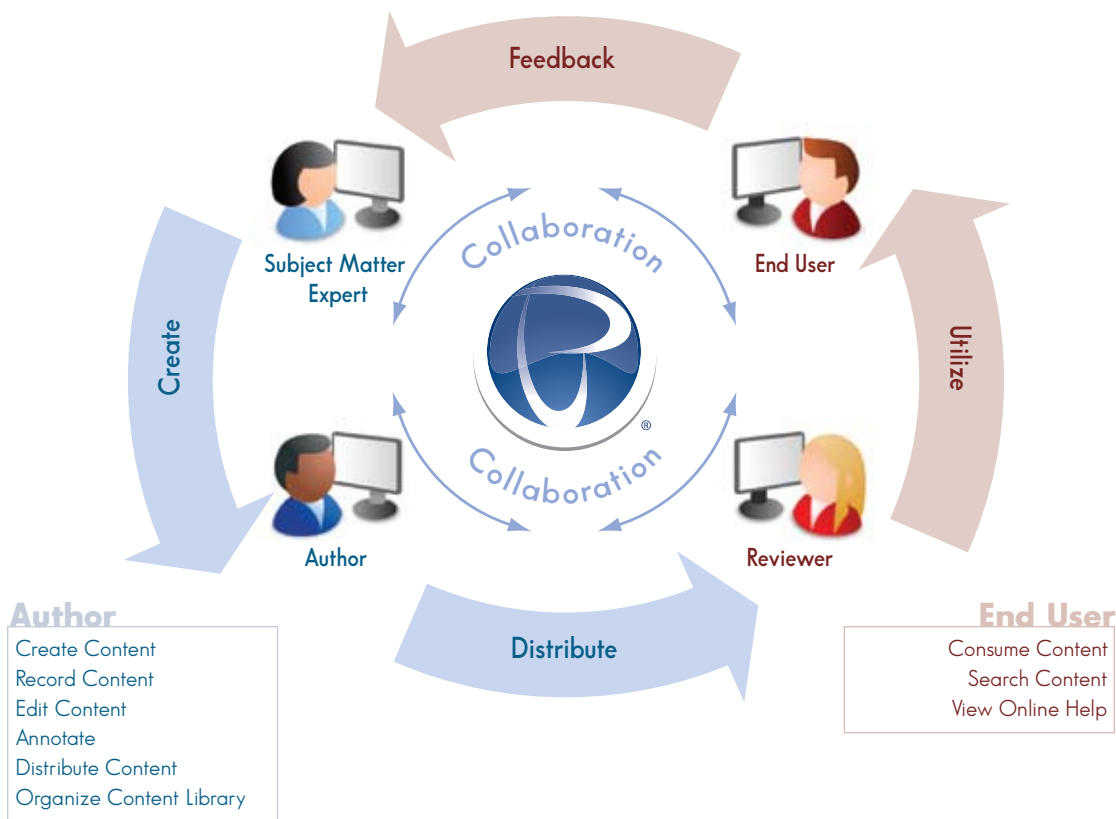 Feedback
Collaboration
Subject Matter
Expert
End User
Create
Utilize
®
Collaboration
Author
Reviewer
Distribute
Author
Create Content
Record Content
Edit Content
Annotate
Distribute Content
Organize Content Library
End User
Consume Content
Search Content
View Online Help